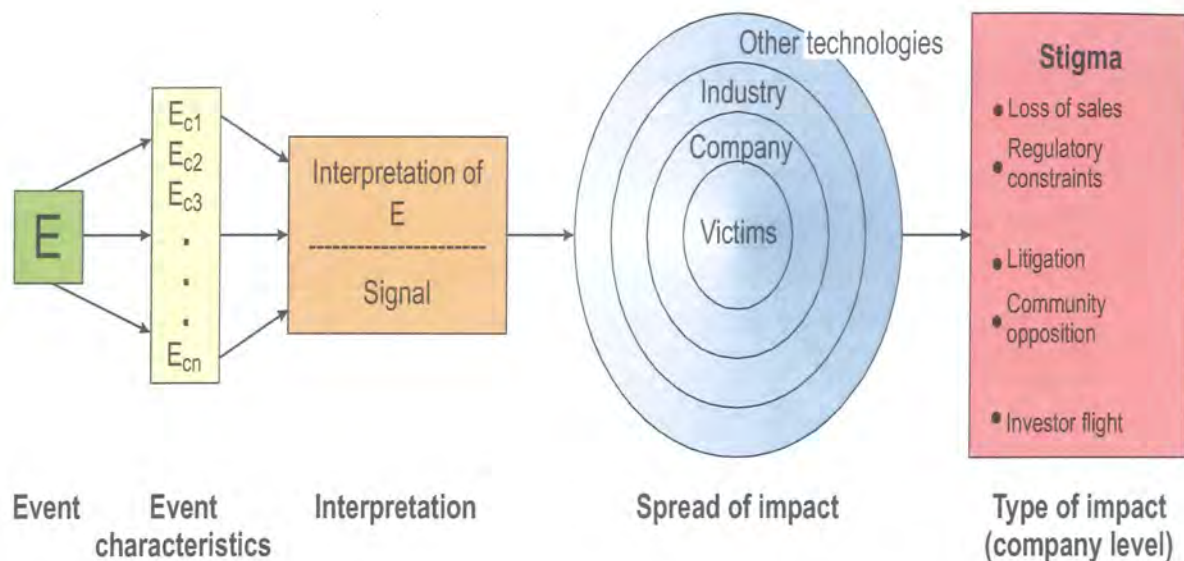 E
E_c1
E_c2
E_c3
.
.
.
E_cn
Interpretation of
E
Signal
Other technologies
Industry
Company
Victims
Stigma
• Loss of sales
• Regulatory
constraints
• Litigation
• Community
opposition
• Investor flight
Event
Event
characteristics
Interpretation
Spread of impact
Type of impact
(company level)